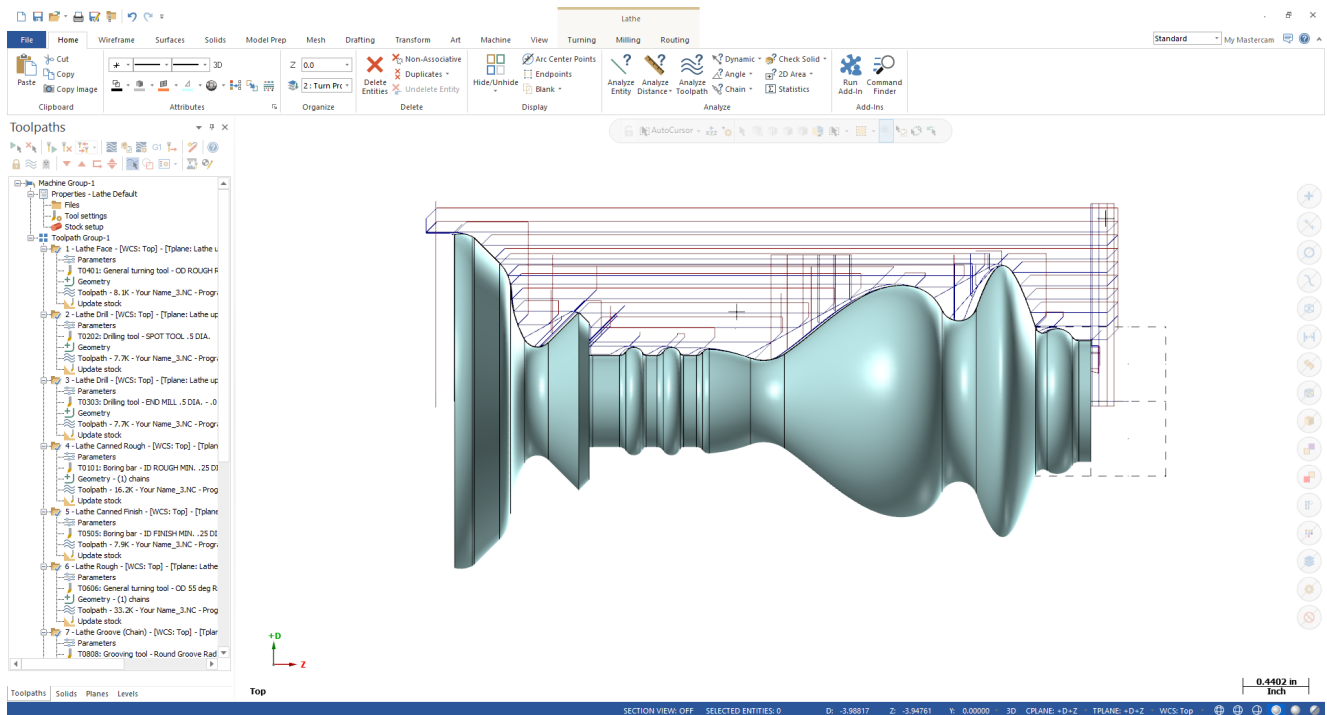 Lathe
File Home Wireframe Surfaces Solids Model Prep Mesh Drafting Transform Art Machine View Turning Milling Routing
Standard My Mastercam
Paste
Cut
Copy
Copy Image
Clipboard
3D
Attributes
Z 0.0
2 : Turn Prc
Organize
Delete Entities
Non-Associative
Duplicates
Undelete Entity
Delete
Hide/Unhide
Arc Center Points
Endpoints
Blank
Display
Analyze Entity
Analyze Distance
Analyze Toolpath
Dynamic
Angle
Chain
Check Solid
2D Area
Statistics
Analyze
Run Add-In
Command Finder
Add-Ins
Toolpaths
G1
AutoCursor
Machine Group-1
Properties - Lathe Default
Files
Tool settings
Stock setup
Toolpath Group-1
1 - Lathe Face - [WCS: Top] - [Tplane: Lathe u
Parameters
T0401: General turning tool - OD ROUGH R
Geometry
Toolpath - 8.1K - Your Name_3.NC - Progra
Update stock
2 - Lathe Drill - [WCS: Top] - [Tplane: Lathe up
Parameters
T0202: Drilling tool - SPOT TOOL .5 DIA.
Geometry
Toolpath - 7.7K - Your Name_3.NC - Progra
Update stock
3 - Lathe Drill - [WCS: Top] - [Tplane: Lathe up
Parameters
T0303: Drilling tool - END MILL .5 DIA. - .0
Geometry
Toolpath - 7.7K - Your Name_3.NC - Progra
Update stock
4 - Lathe Canned Rough - [WCS: Top] - [Tplan
Parameters
T0101: Boring bar - ID ROUGH MIN. .25 DI
Geometry - (1) chains
Toolpath - 16.2K - Your Name_3.NC - Prog
Update stock
5 - Lathe Canned Finish - [WCS: Top] - [Tplane
Parameters
T0505: Boring bar - ID FINISH MIN. .25 DI
Toolpath - 7.9K - Your Name_3.NC - Progra
Update stock
6 - Lathe Rough - [WCS: Top] - [Tplane: Lathe
Parameters
T0606: General turning tool - OD 55 deg R
Geometry - (1) chains
Toolpath - 33.2K - Your Name_3.NC - Prog
Update stock
7 - Lathe Groove (Chain) - [WCS: Top] - [Tplar
Parameters
T0808: Grooving tool - Round Groove Rad
Toolpaths Solids Planes Levels
+D
Z
Top
0.4402 in
Inch
SECTION VIEW: OFF SELECTED ENTITIES: 0 D: -3.98817 Z: -3.94761 Y: 0.00000 3D CPLANE: +D+Z TPLANE: +D+Z WCS: Top